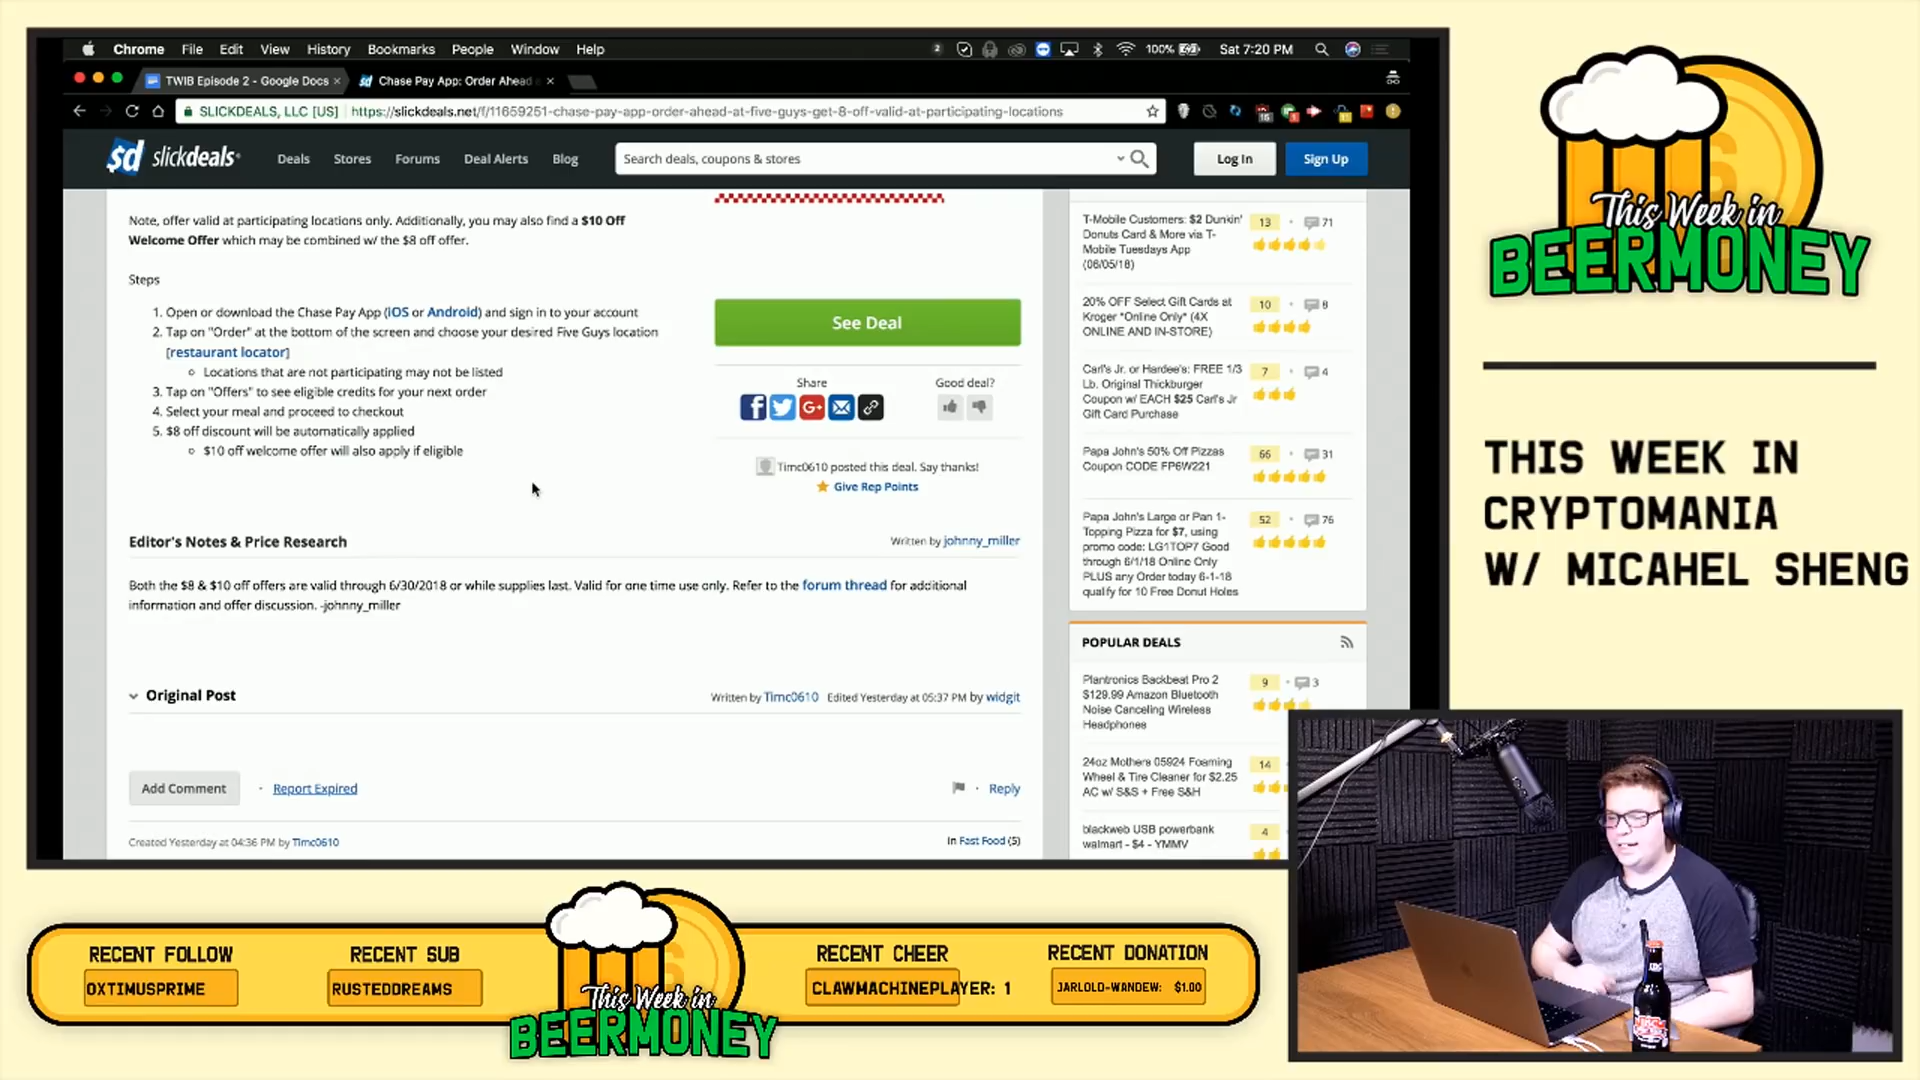 Chrome File Edit View History Bookmarks People Window Help
2 100% Sat 7:20 PM
TWIB Episode 2 - Google Docs
Chase Pay App: Order Ahead
SLICKDEALS, LLC [US] https://slickdeals.net/f/11659251-chase-pay-app-order-ahead-at-five-guys-get-8-off-valid-at-participating-locations
$d slickdeals
Deals Stores Forums Deal Alerts Blog
Search deals, coupons & stores
Log In
Sign Up
Note, offer valid at participating locations only. Additionally, you may also find a $10 Off
Welcome Offer which may be combined w/ the $8 off offer.
Steps
1. Open or download the Chase Pay App (iOS or Android) and sign in to your account
2. Tap on "Order" at the bottom of the screen and choose your desired Five Guys location
[restaurant locator]
Locations that are not participating may not be listed
3. Tap on "Offers" to see eligible credits for your next order
4. Select your meal and proceed to checkout
5. $8 off discount will be automatically applied
$10 off welcome offer will also apply if eligible
See Deal
Share
Good deal?
Timc0610 posted this deal. Say thanks!
Give Rep Points
Editor's Notes & Price Research
Written by johnny_miller
Both the $8 & $10 off offers are valid through 6/30/2018 or while supplies last. Valid for one time use only. Refer to the forum thread for additional
information and offer discussion. -johnny_miller
Original Post
Written by Timc0610 Edited Yesterday at 05:37 PM by widgit
Add Comment
Report Expired
Reply
Created Yesterday at 04:36 PM by Timc0610
In Fast Food (5)
T-Mobile Customers: $2 Dunkin'
Donuts Card & More via T-
Mobile Tuesdays App
(06/05/18)
13 71
20% OFF Select Gift Cards at
Kroger *Online Only* (4X
ONLINE AND IN-STORE)
10 8
Carl's Jr. or Hardee's: FREE 1/3
Lb. Original Thickburger
Coupon w/ EACH $25 Carl's Jr
Gift Card Purchase
7 4
Papa John's 50% Off Pizzas
Coupon CODE FP6W221
66 31
Papa John's Large or Pan 1-
Topping Pizza for $7, using
promo code: LG1TOP7 Good
through 6/1/18 Online Only
PLUS any Order today 6-1-18
qualify for 10 Free Donut Holes
52 76
POPULAR DEALS
Plantronics Backbeat Pro 2
$129.99 Amazon Bluetooth
Noise Canceling Wireless
Headphones
9 3
24oz Mothers 05924 Foaming
Wheel & Tire Cleaner for $2.25
AC w/ S&S + Free S&H
14
blackweb USB powerbank
walmart - $4 - YMMV
4
This Week in
BEERMONEY
THIS WEEK IN
CRYPTOMANIA
W/ MICAHEL SHENG
RECENT FOLLOW
OXTIMUSPRIME
RECENT SUB
RUSTEDDREAMS
This Week in
BEERMONEY
RECENT CHEER
CLAWMACHINEPLAYER: 1
RECENT DONATION
JARLOLD-WANDEW: $1.00